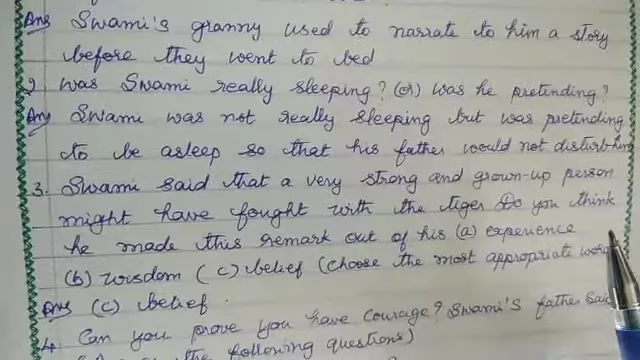 Ans Swami's granny used to narrate to him a story
before they went to bed
2. Was Swami really sleeping? (or) was he pretending?
Ans Swami was not really sleeping but was pretending
to be asleep so that his father would not disturb him
3. Swami said that a very strong and grown-up person
might have fought with the tiger Do you think
he made this remark out of his (a) experience
(b) wisdom (c) belief (choose the most appropriate word
Ans (c) belief.
4. Can you prove you have courage? Swami's father said
the following questions)